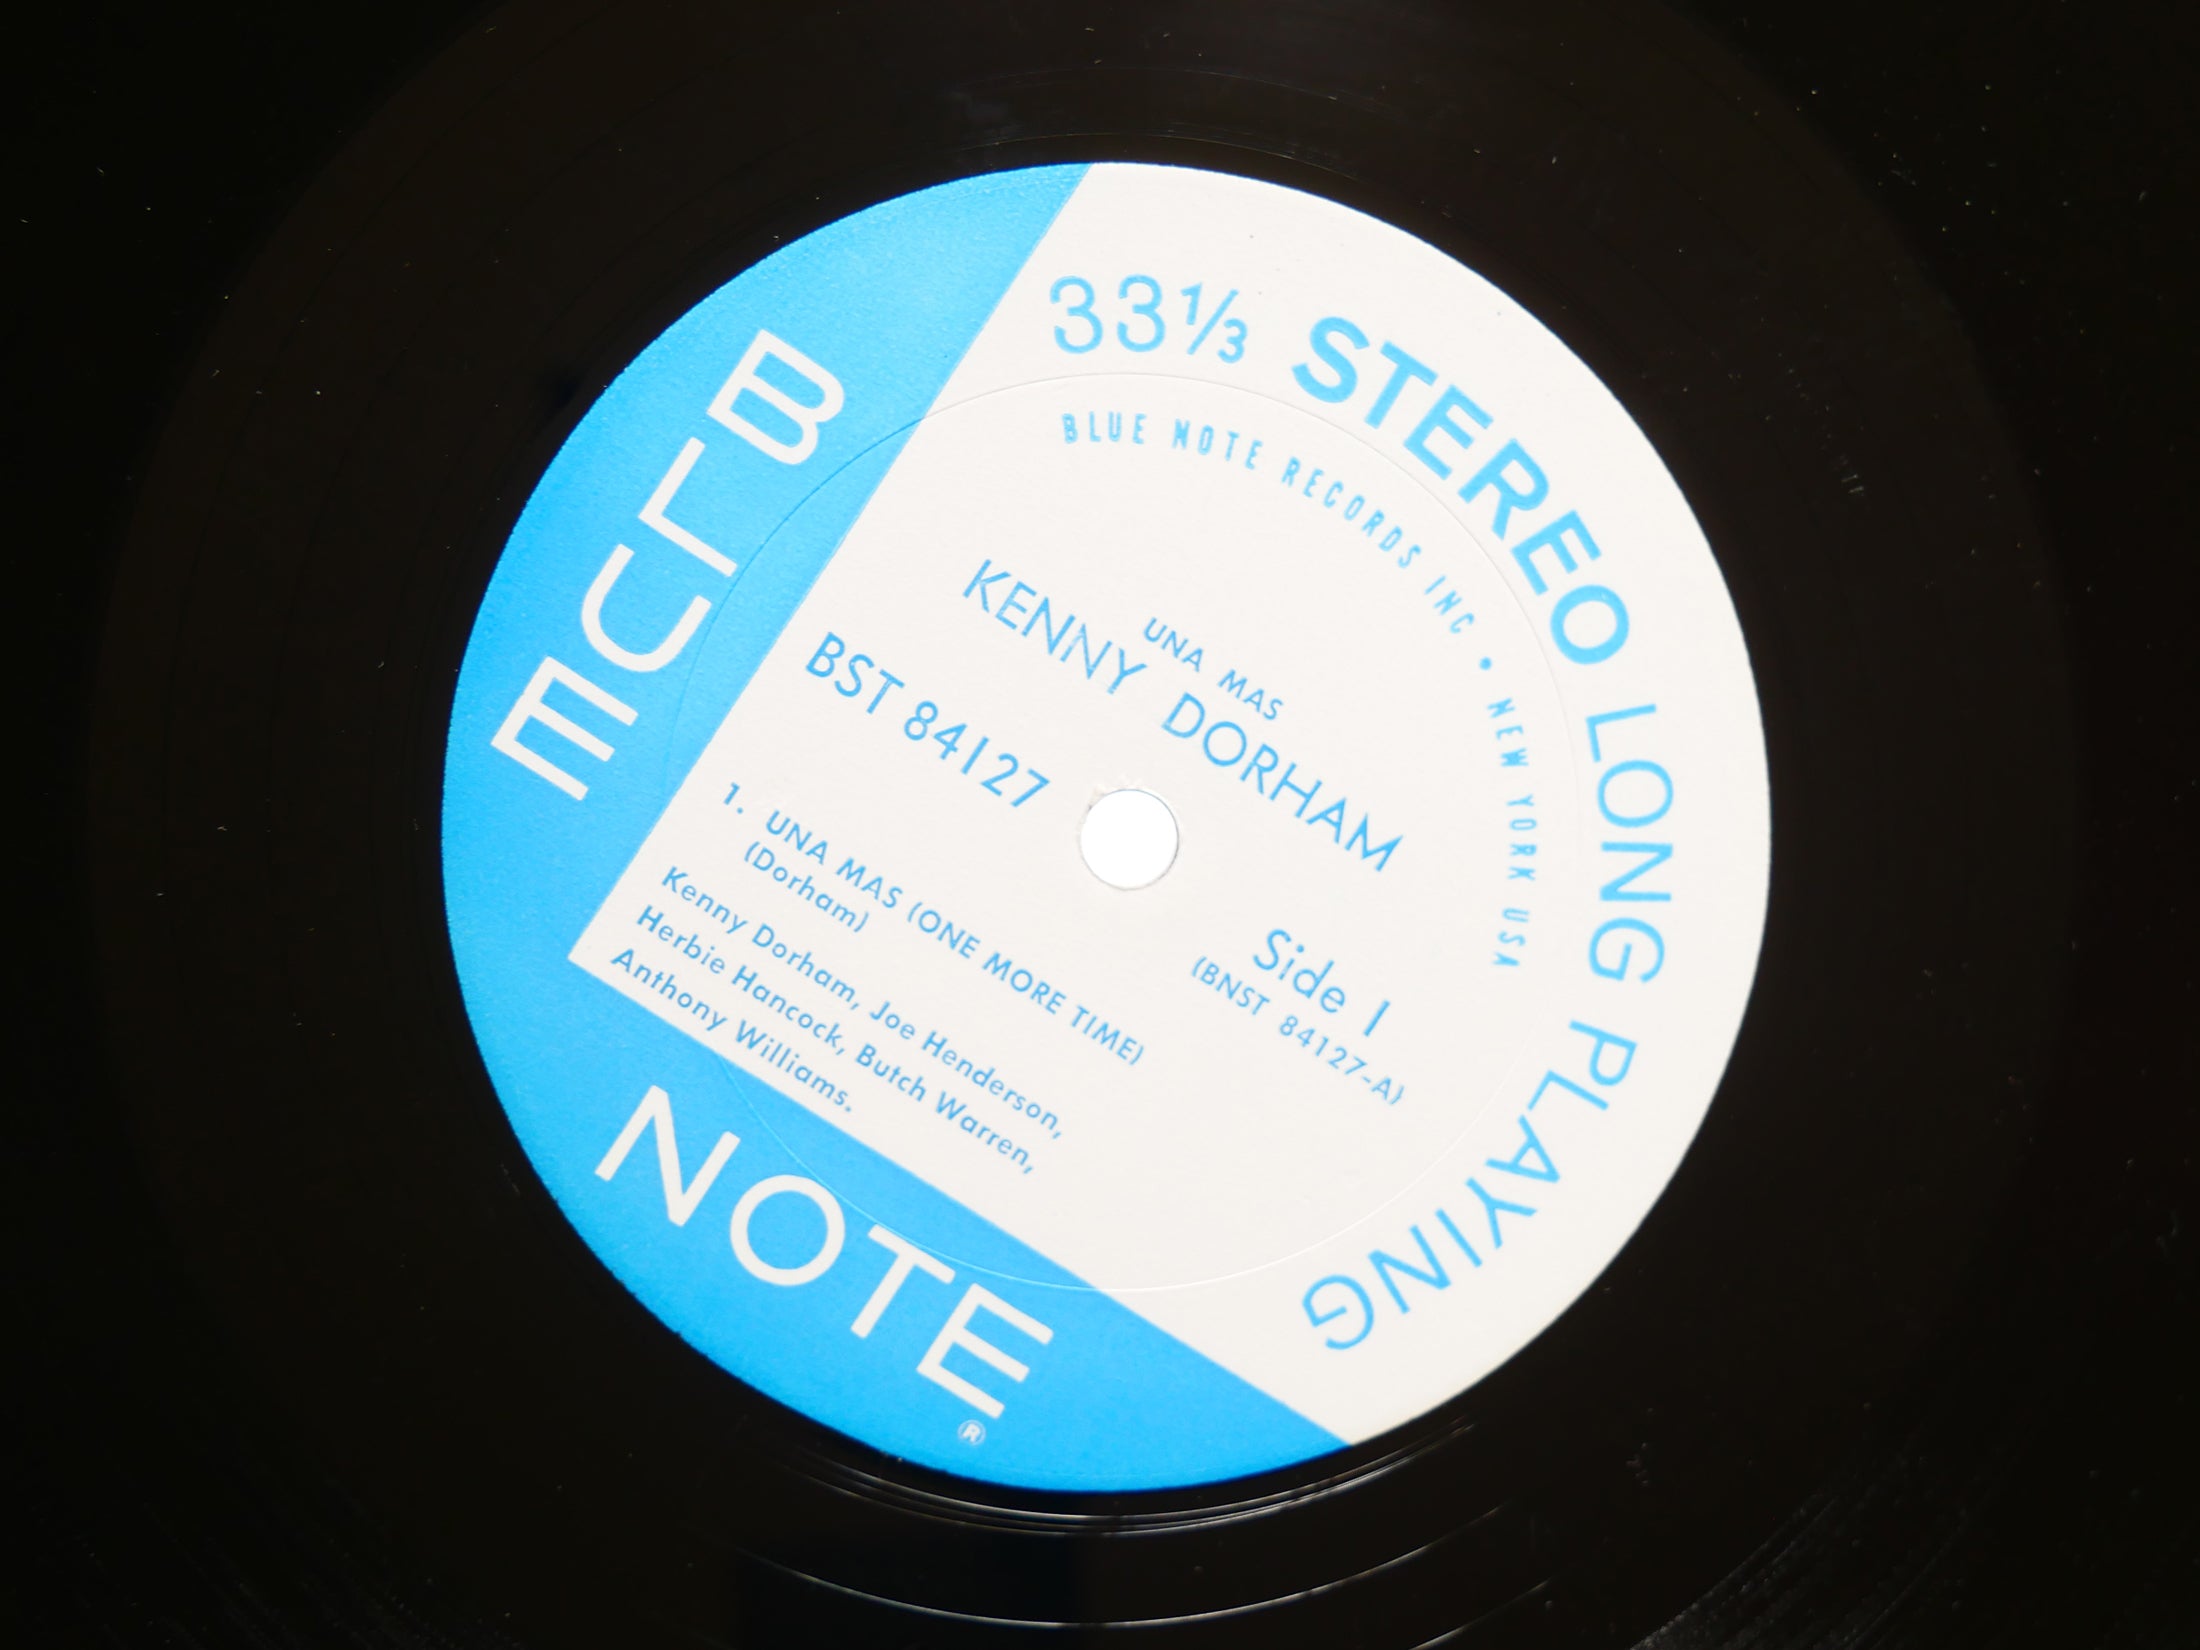 33⅓ STEREO LONG PLAYING
BLUE NOTE RECORDS INC • NEW YORK USA
BLUE
UNA MAS
KENNY DORHAM
BST 84127
Side 1
(BNST 84127-A)
1. UNA MAS (ONE MORE TIME)
(Dorham)
Kenny Dorham, Joe Henderson,
Herbie Hancock, Butch Warren,
Anthony Williams.
NOTE
®